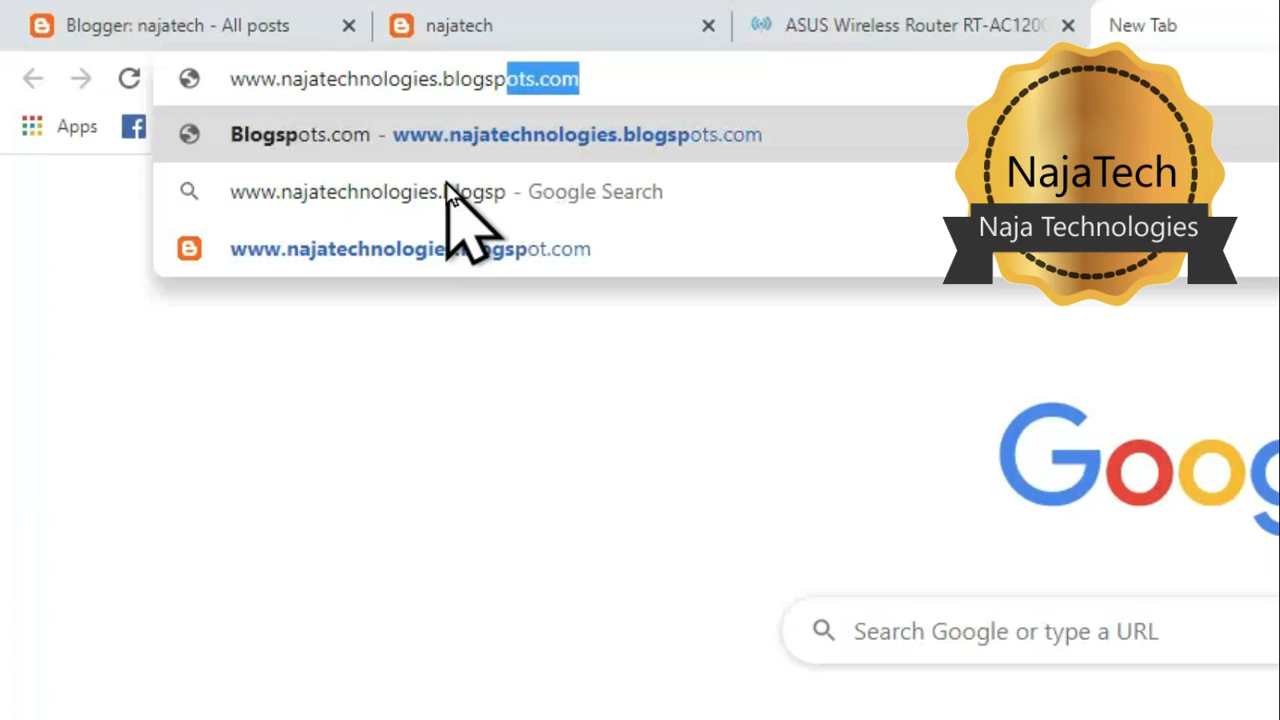 Blogger: najatech - All posts
najatech
ASUS Wireless Router RT-AC120
New Tab
www.najatechnologies.blogspots.com
Apps
Blogspots.com - www.najatechnologies.blogspots.com
www.najatechnologies.blogsp - Google Search
www.najatechnologies.blogspot.com
NajaTech
Naja Technologies
Goog
Search Google or type a URL